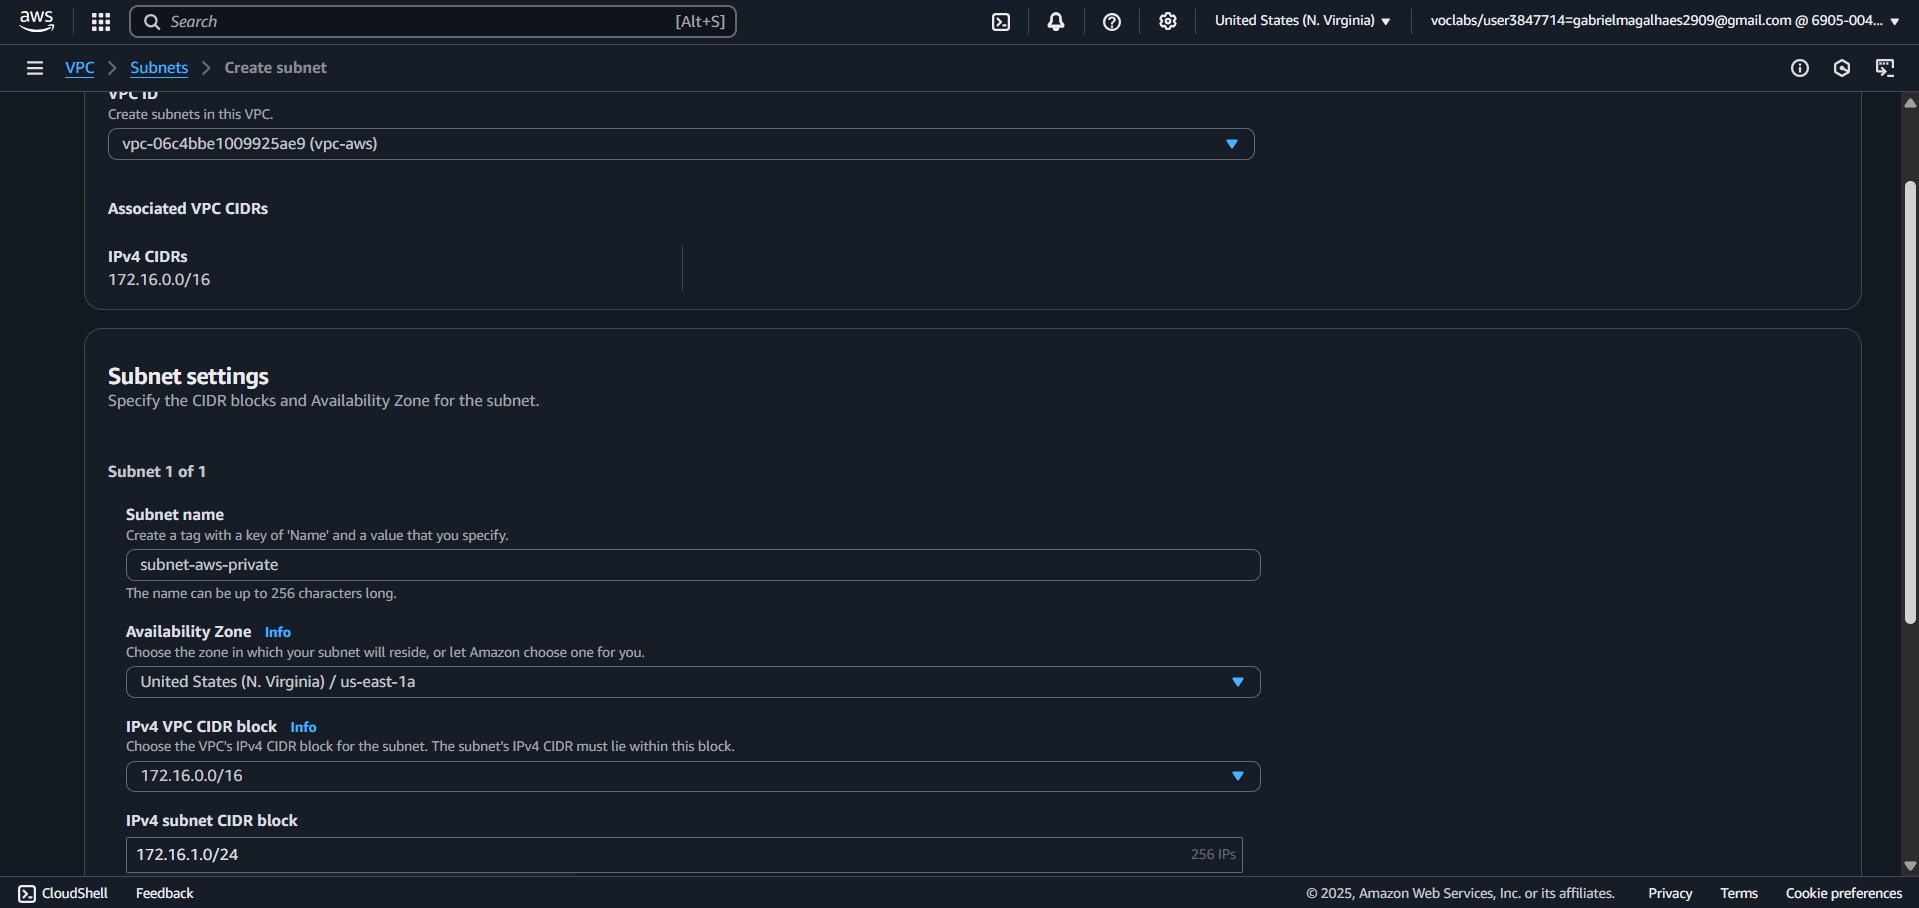 aws
Search [Alt+S]
United States (N. Virginia)
voclabs/user3847714=gabrielmagalhaes2909@gmail.com @ 6905-004...
VPC
Subnets
Create subnet
VPC ID
Create subnets in this VPC.
vpc-06c4bbe1009925ae9 (vpc-aws)
Associated VPC CIDRs
IPv4 CIDRs
172.16.0.0/16
Subnet settings
Specify the CIDR blocks and Availability Zone for the subnet.
Subnet 1 of 1
Subnet name
Create a tag with a key of 'Name' and a value that you specify.
subnet-aws-private
The name can be up to 256 characters long.
Availability Zone Info
Choose the zone in which your subnet will reside, or let Amazon choose one for you.
United States (N. Virginia) / us-east-1a
IPv4 VPC CIDR block Info
Choose the VPC's IPv4 CIDR block for the subnet. The subnet's IPv4 CIDR must lie within this block.
172.16.0.0/16
IPv4 subnet CIDR block
172.16.1.0/24 256 IPs
CloudShell
Feedback
© 2025, Amazon Web Services, Inc. or its affiliates.
Privacy
Terms
Cookie preferences